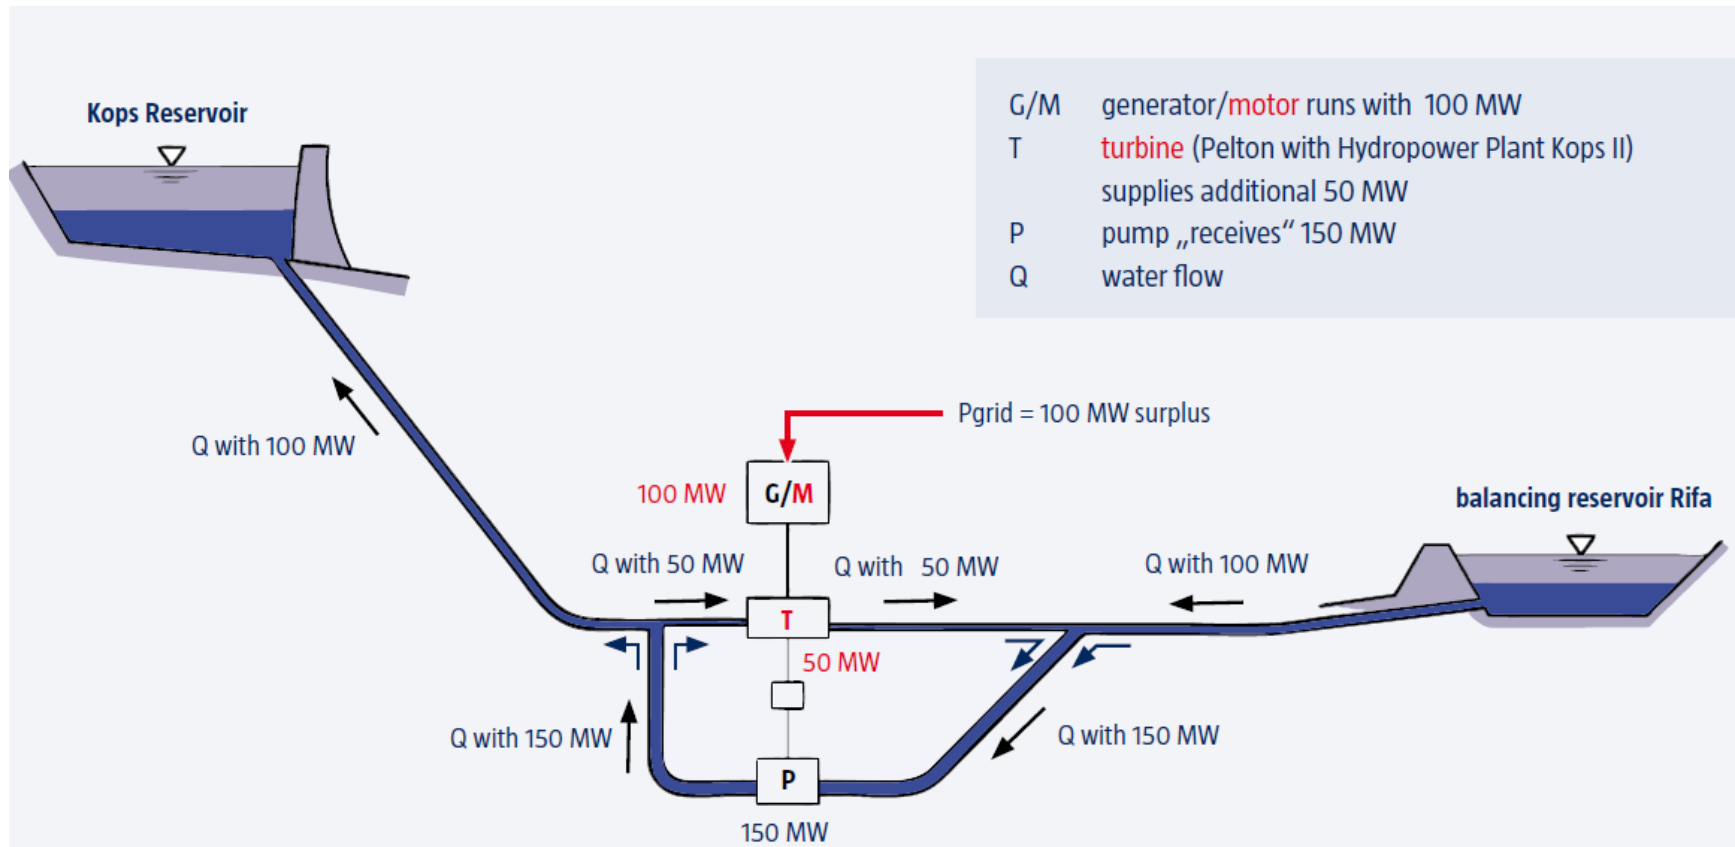 Kops Reservoir
G/M generator/motor runs with 100 MW
T turbine (Pelton with Hydropower Plant Kops II)
supplies additional 50 MW
P pump „receives“ 150 MW
Q water flow
Pgrid = 100 MW surplus
Q with 100 MW
100 MW
G/M
balancing reservoir Rifa
Q with 50 MW
Q with 50 MW
Q with 100 MW
T
50 MW
Q with 150 MW
Q with 150 MW
P
150 MW